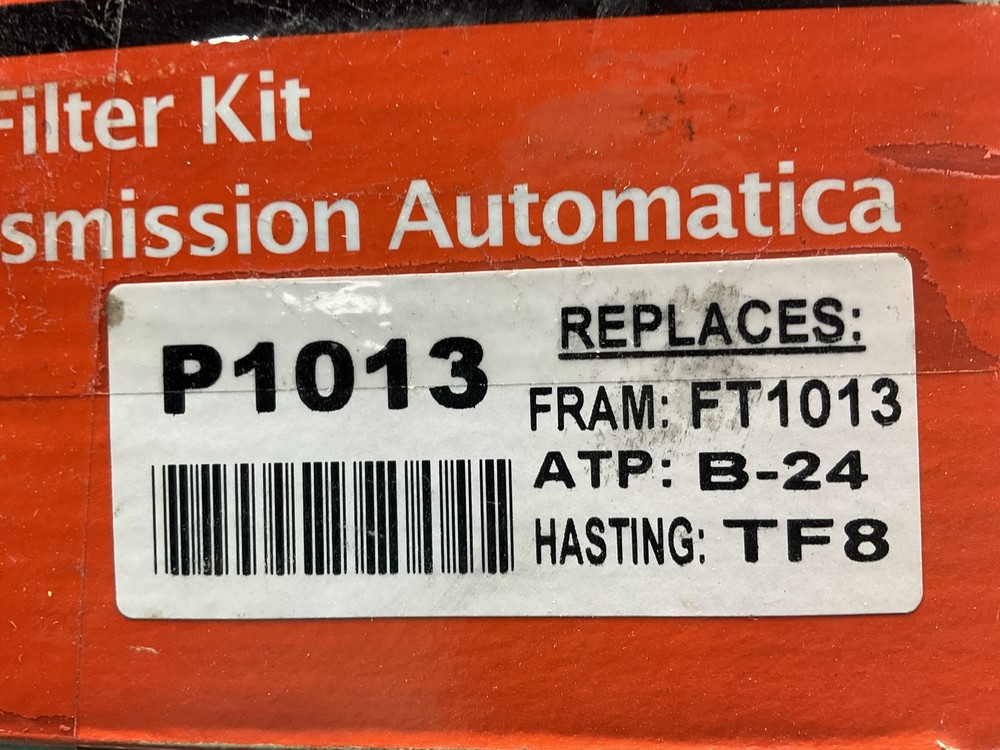 Filter Kit
smission Automatica
P1013
REPLACES:
FRAM: FT1013
ATP: B-24
HASTING: TF8